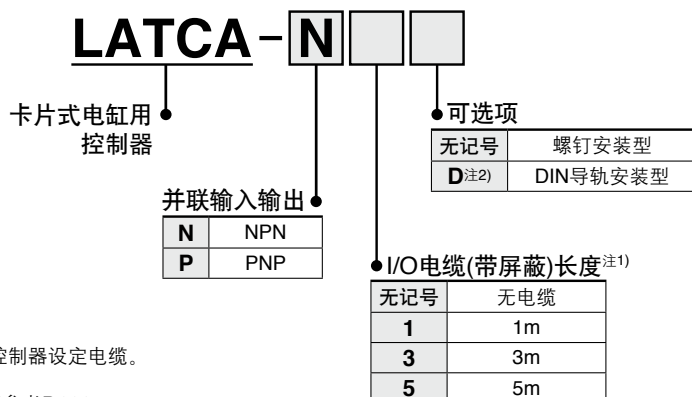 LATCA-N
卡片式电缸用
控制器
可选项
无记号 螺钉安装型
D注2) DIN导轨安装型
并联输入输出
N NPN
P PNP
I/O电缆(带屏蔽)长度注1)
无记号 无电缆
1 1m
3 3m
5 5m
控制器设定电缆。